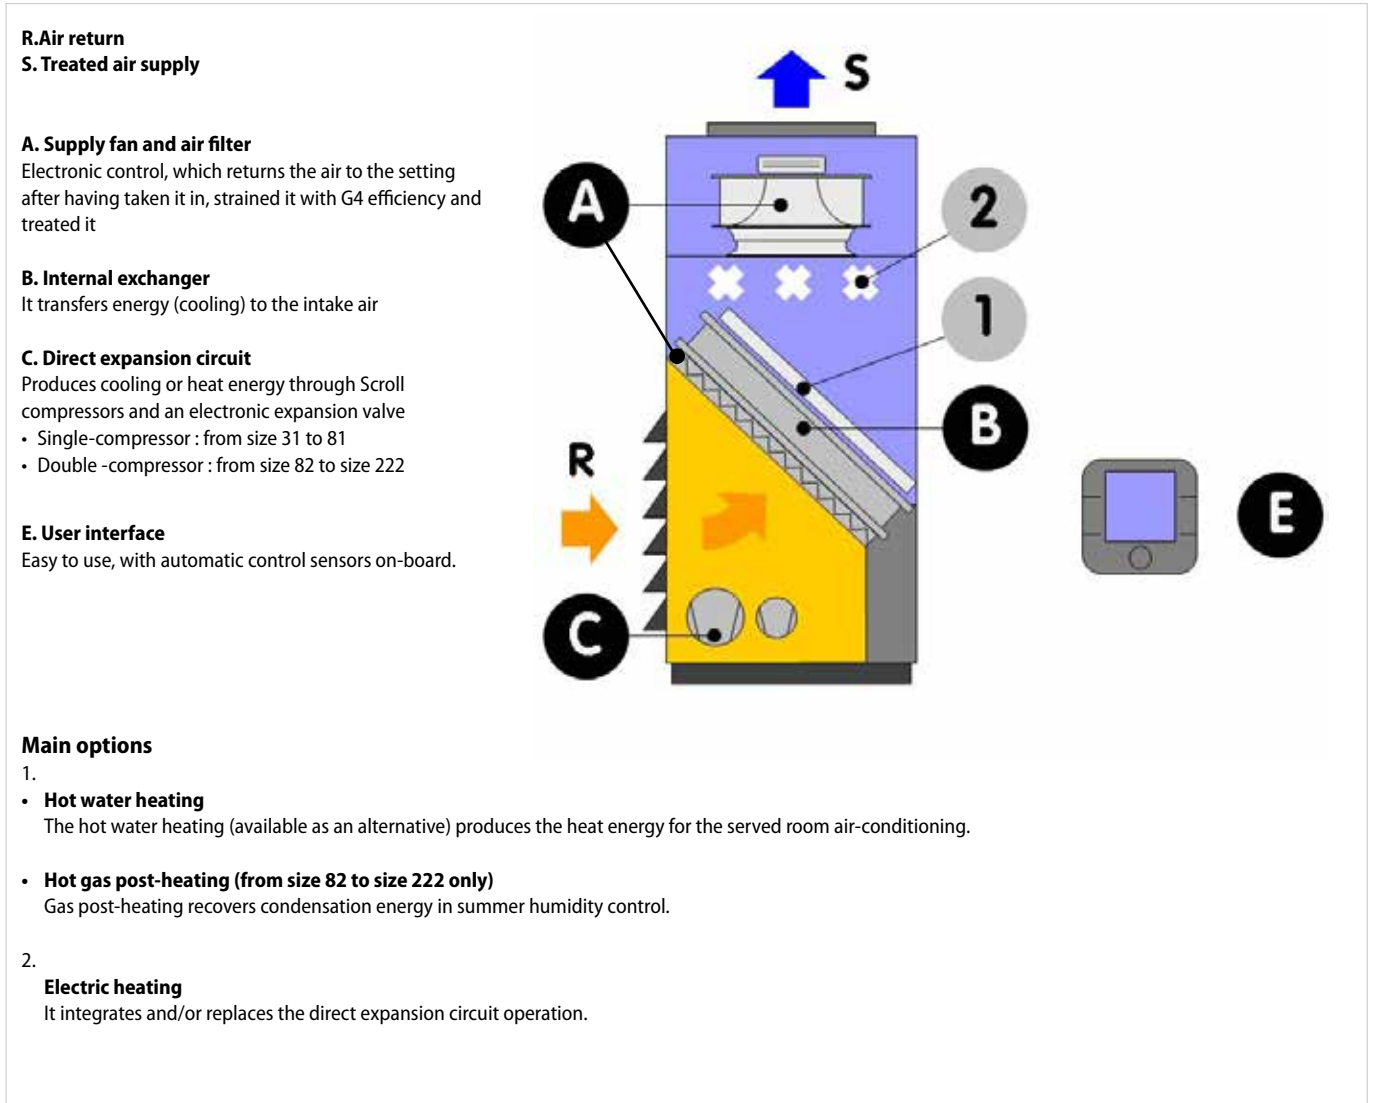 R.Air return
S. Treated air supply
A. Supply fan and air filter
Electronic control, which returns the air to the setting
after having taken it in, strained it with G4 efficiency and
treated it
B. Internal exchanger
It transfers energy (cooling) to the intake air
C. Direct expansion circuit
Produces cooling or heat energy through Scroll
compressors and an electronic expansion valve
• Single-compressor : from size 31 to 81
• Double -compressor : from size 82 to size 222
E. User interface
Easy to use, with automatic control sensors on-board.
S
A
2
1
B
R
E
C
Main options
1.
• Hot water heating
The hot water heating (available as an alternative) produces the heat energy for the served room air-conditioning.
• Hot gas post-heating (from size 82 to size 222 only)
Gas post-heating recovers condensation energy in summer humidity control.
2.
Electric heating
It integrates and/or replaces the direct expansion circuit operation.